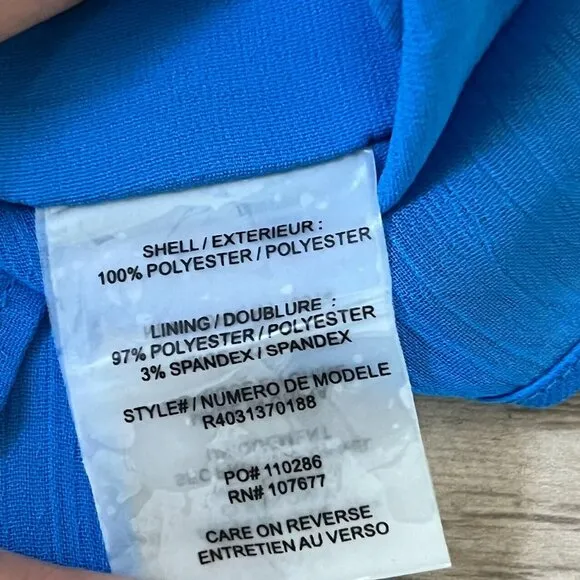 SHELL / EXTERIEUR :
100% POLYESTER / POLYESTER
LINING / DOUBLURE :
97% POLYESTER / POLYESTER
3% SPANDEX / SPANDEX
STYLE# / NUMERO DE MODELE
R4031370188
PO# 110286
RN# 107677
CARE ON REVERSE
ENTRETIEN AU VERSO